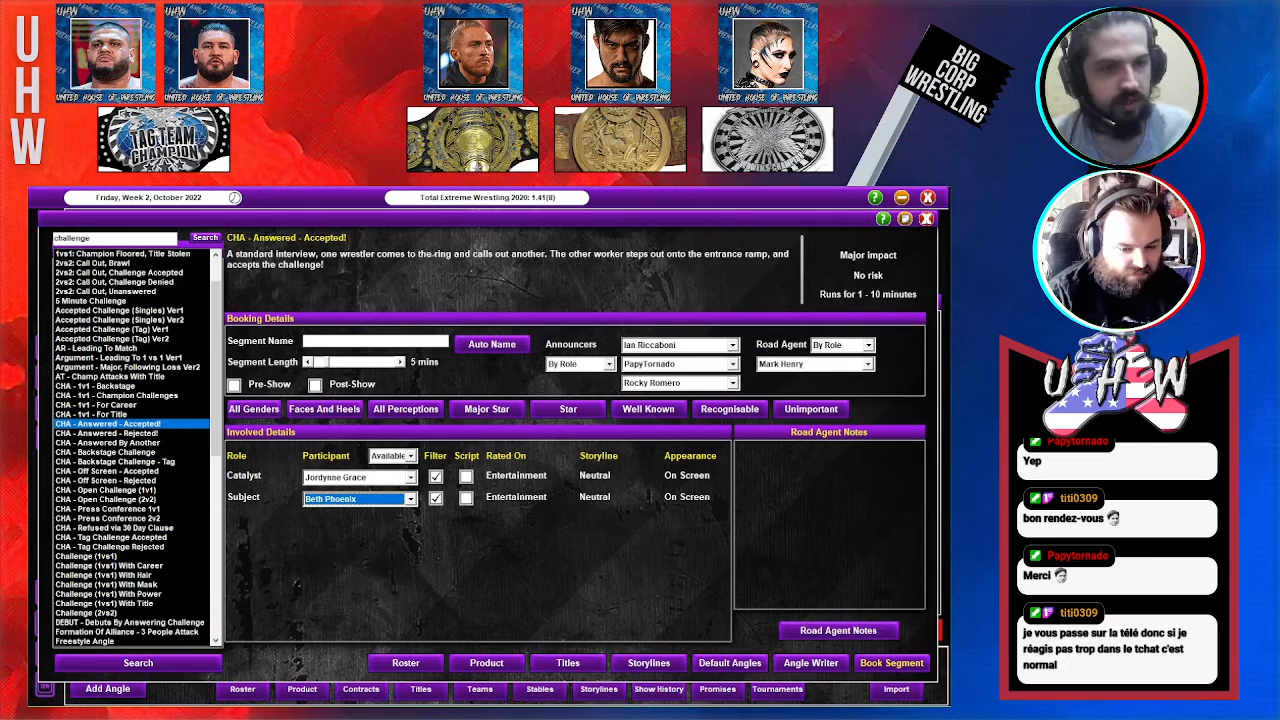 UHW
UNITED HOUSE OF WRESTLING
UNITED HOUSE OF WRESTLING
UNITED HOUSE OF WRESTLING
UNITED HOUSE OF WRESTLING
UNITED HOUSE OF WRESTLING
TAG TEAM
CHAMPION
BIG
CORP
WRESTLING
Friday, Week 2, October 2022
Total Extreme Wrestling 2020: 1.41(II)
challenge
Search
1vs1: Champion Floored, Title Stolen
2vs2: Call Out, Brawl
2vs2: Call Out, Challenge Accepted
2vs2: Call Out, Challenge Denied
2vs2: Call Out, Unanswered
5 Minute Challenge
Accepted Challenge (Singles) Ver1
Accepted Challenge (Singles) Ver2
Accepted Challenge (Tag) Ver1
Accepted Challenge (Tag) Ver2
AR - Leading To Match
Argument - Leading To 1 vs 1 Ver1
Argument - Major, Following Loss Ver2
AT - Champ Attacks With Title
CHA - 1v1 - Backstage
CHA - 1v1 - Champion Challenges
CHA - 1v1 - For Career
CHA - 1v1 - For Title
CHA - Answered - Accepted!
CHA - Answered - Rejected!
CHA - Answered By Another
CHA - Backstage Challenge
CHA - Backstage Challenge - Tag
CHA - Off Screen - Accepted
CHA - Off Screen - Rejected
CHA - Open Challenge (1v1)
CHA - Open Challenge (2v2)
CHA - Press Conference 1v1
CHA - Press Conference 2v2
CHA - Refused via 30 Day Clause
CHA - Tag Challenge Accepted
CHA - Tag Challenge Rejected
Challenge (1vs1)
Challenge (1vs1) With Career
Challenge (1vs1) With Hair
Challenge (1vs1) With Mask
Challenge (1vs1) With Power
Challenge (1vs1) With Title
Challenge (2vs2)
DEBUT - Debuts By Answering Challenge
Formation Of Alliance - 3 People Attack
Freestyle Angle
Search
CHA - Answered - Accepted!
A standard interview, one wrestler comes to the ring and calls out another. The other worker steps out onto the entrance ramp, and
accepts the challenge!
Major impact
No risk
Runs for 1 - 10 minutes
Booking Details
Segment Name
Auto Name
Announcers
Ian Riccaboni
Road Agent
By Role
Segment Length
5 mins
By Role
PapyTornado
Mark Henry
Pre-Show
Post-Show
Rocky Romero
All Genders
Faces And Heels
All Perceptions
Major Star
Star
Well Known
Recognisable
Unimportant
Involved Details
Road Agent Notes
Role
Participant
Available
Filter
Script
Rated On
Storyline
Appearance
Catalyst
Jordynne Grace
Entertainment
Neutral
On Screen
Subject
Beth Phoenix
Entertainment
Neutral
On Screen
Road Agent Notes
Roster
Product
Titles
Storylines
Default Angles
Angle Writer
Book Segment
Add Angle
Roster
Product
Contracts
Titles
Teams
Stables
Storylines
Show History
Promises
Tournaments
Import
UHW
Papytornado
Yep
titi0309
bon rendez-vous
Papytornado
Merci
titi0309
je vous passe sur la télé donc si je
réagis pas trop dans le tchat c'est
normal